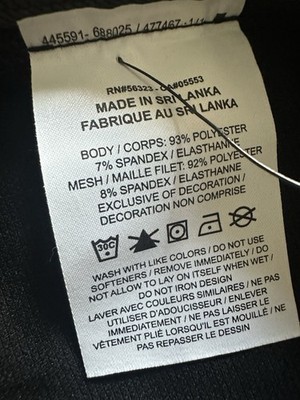 445591- 688025 / 477467
RN#56323 - CA#05553
MADE IN SRI LANKA
FABRIQUE AU SRI LANKA
BODY / CORPS: 93% POLYESTER
7% SPANDEX / ELASTHANNE
MESH / MAILLE FILET: 92% POLYESTER
8% SPANDEX / ELASTHANNE
EXCLUSIVE OF DECORATION /
DECORATION NON COMPRISE
30C
WASH WITH LIKE COLORS / DO NOT USE
SOFTENERS / REMOVE IMMEDIATELY / DO
NOT ALLOW TO LAY ON ITSELF WHEN WET /
DO NOT IRON DESIGN
LAVER AVEC COULEURS SIMILAIRES / NE PAS
UTILISER D'ADOUCISSEUR / ENLEVER
IMMÉDIATEMENT / NE PAS LAISSER LE
VÊTEMENT PLIÉ LORSQU'IL EST MOUILLÉ / NE
PAS REPASSER LE DESSIN